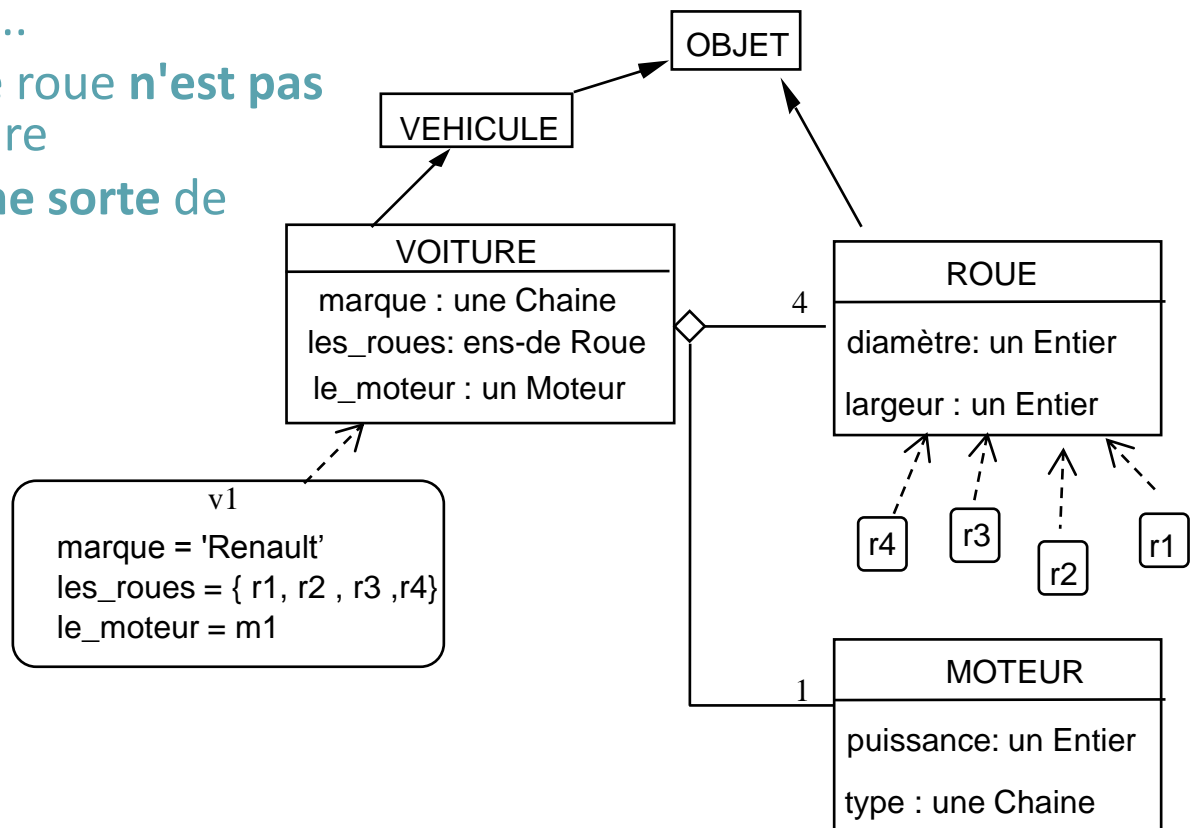 ..
e roue n'est pas
re
ne sorte de
OBJET
VEHICULE
VOITURE
marque : une Chaine
les_roues: ens-de Roue
le_moteur : un Moteur
4
ROUE
diamètre: un Entier
largeur : un Entier
v1
marque = 'Renault’
les_roues = { r1, r2 , r3 ,r4}
le_moteur = m1
r4
r3
r2
r1
1
MOTEUR
puissance: un Entier
type : une Chaine